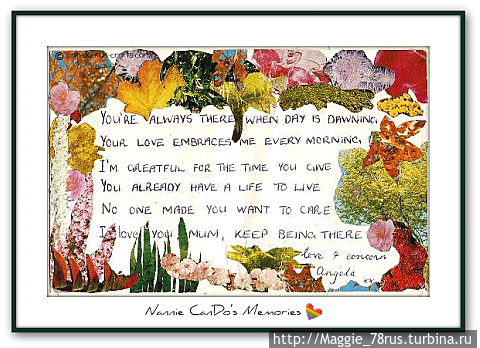 YOU'RE ALWAYS THERE WHEN DAY IS DAWNING,
YOUR LOVE EMBRACES ME EVERY MORNING,
I'M GREATFUL FOR THE TIME YOU GIVE
YOU ALREADY HAVE A LIFE TO LIVE
NO ONE MADE YOU WANT TO CARE
I love YOU MUM, KEEP BEING THERE
love & concern
Angela xx
Nannie CanDo's Memories
http://Maggie_78rus.turbina.ru